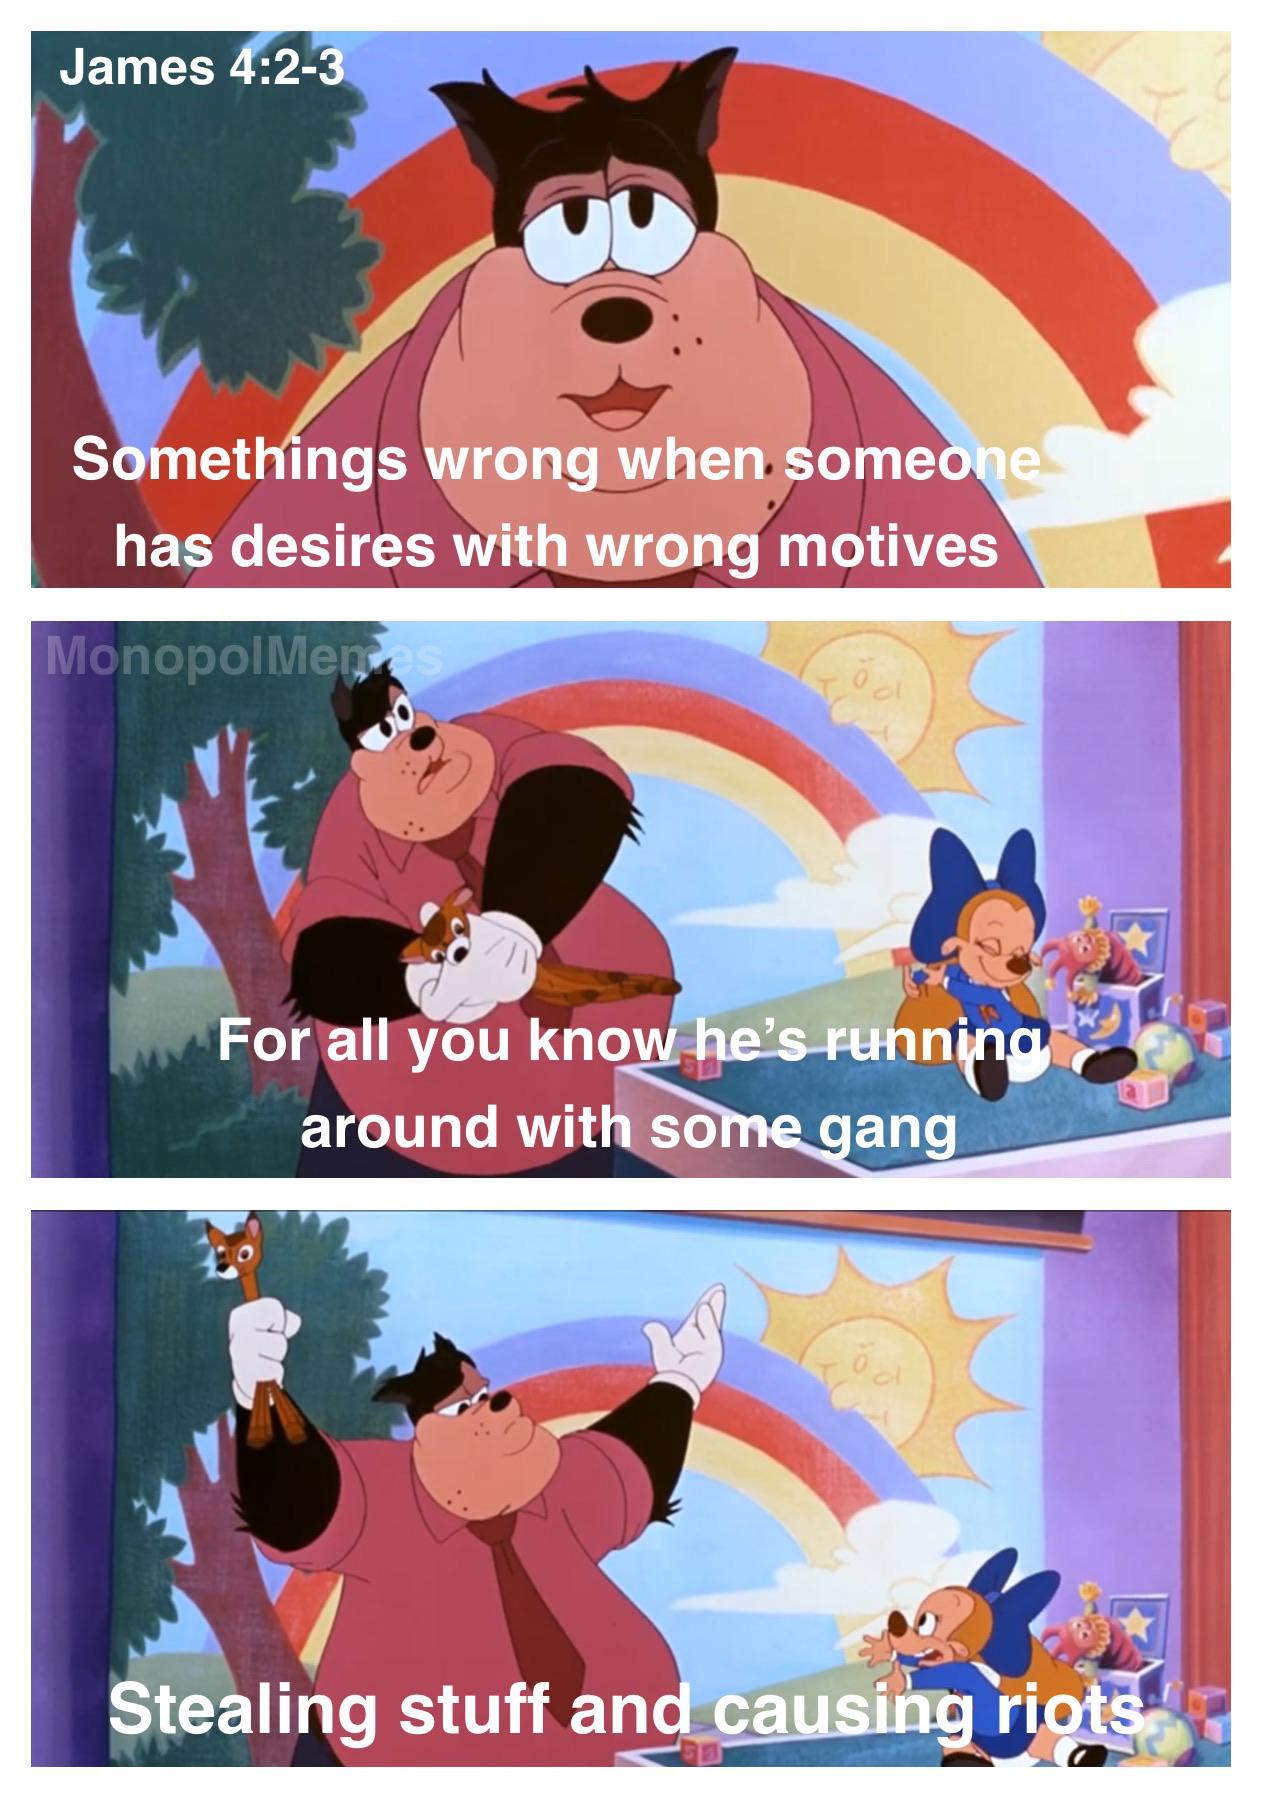 James 4:2-3
Somethings wrong when someone
has desires with wrong motives
MonopolMemes
For all you know he’s running
around with some gang
Stealing stuff and causing riots